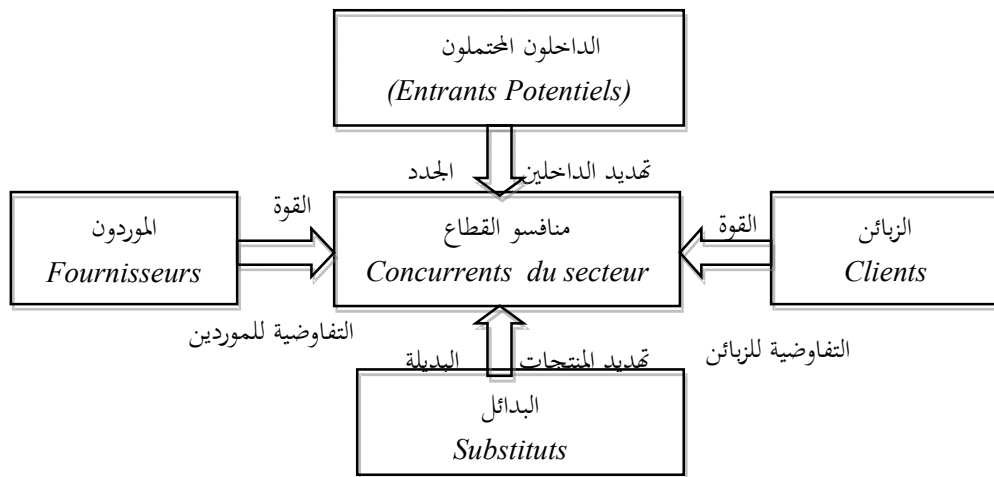 الداخلون المحتملون
(Entrants Potentiels)
تهديد الداخلين الجدد
الموردون
Fournisseurs
القوة
منافسو القطاع
Concurrents du secteur
القوة
الزبائن
Clients
التفاوضية للموردين
التفاوضية للزبائن
تهديد المنتجات البديلة
البدائل
Substituts